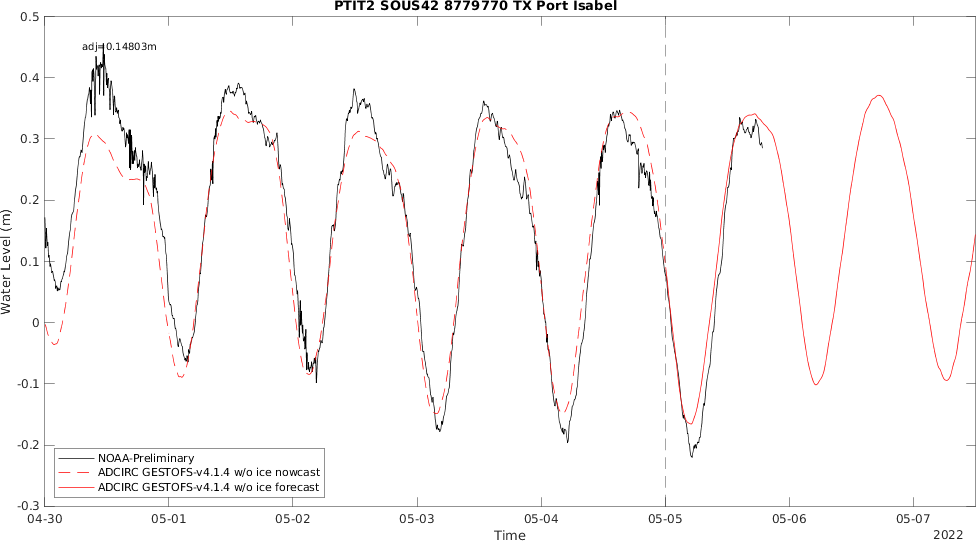 PTIT2 SOUS42 8779770 TX Port Isabel
adj=0.14803m
0.5
0.4
0.3
0.2
0.1
0
-0.1
-0.2
-0.3
Water Level (m)
NOAA-Preliminary
ADCIRC GESTOFS-v4.1.4 w/o ice nowcast
ADCIRC GESTOFS-v4.1.4 w/o ice forecast
04-30 05-01 05-02 05-03 05-04 05-05 05-06 05-07
Time
2022